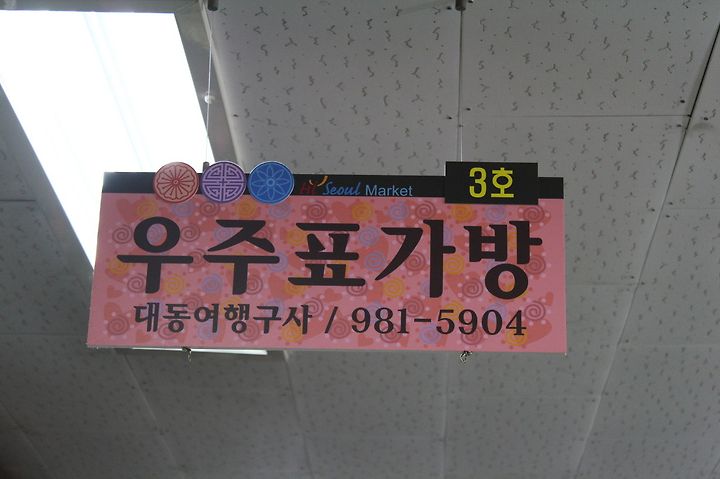 Hi Seoul Market
3호
우주표가방
대동여행구사 / 981-5904